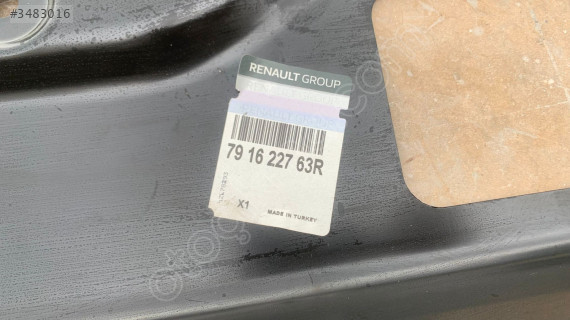 #3483016
RENAULT GROUP
79 16 227 63R
X1
MADE IN TURKEY